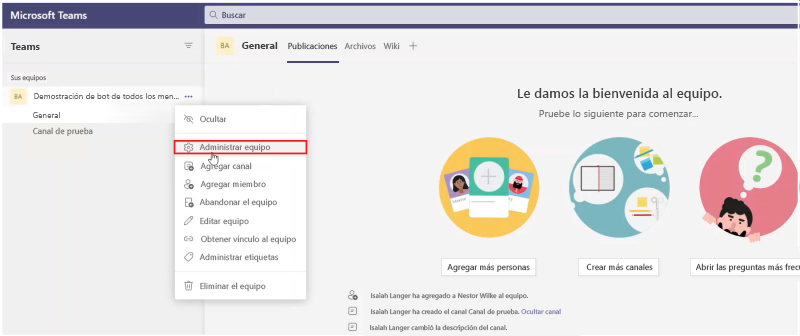 Microsoft Teams
Buscar
Teams
BA General Publicaciones Archivos Wiki
Sus equipos
BA Demostración de bot de todos los men...
General
Canal de prueba
Ocultar
Administrar equipo
Agregar canal
Agregar miembro
Abandonar el equipo
Editar equipo
Obtener vínculo al equipo
Administrar etiquetas
Eliminar el equipo
Le damos la bienvenida al equipo.
Pruebe lo siguiente para comenzar...
Agregar más personas
Crear más canales
Abrir las preguntas más frecu
Isaiah Langer ha agregado a Nestor Wilke al equipo.
Isaiah Langer ha creado el canal Canal de prueba. Ocultar canal
Isaiah Langer cambió la descripción del canal.